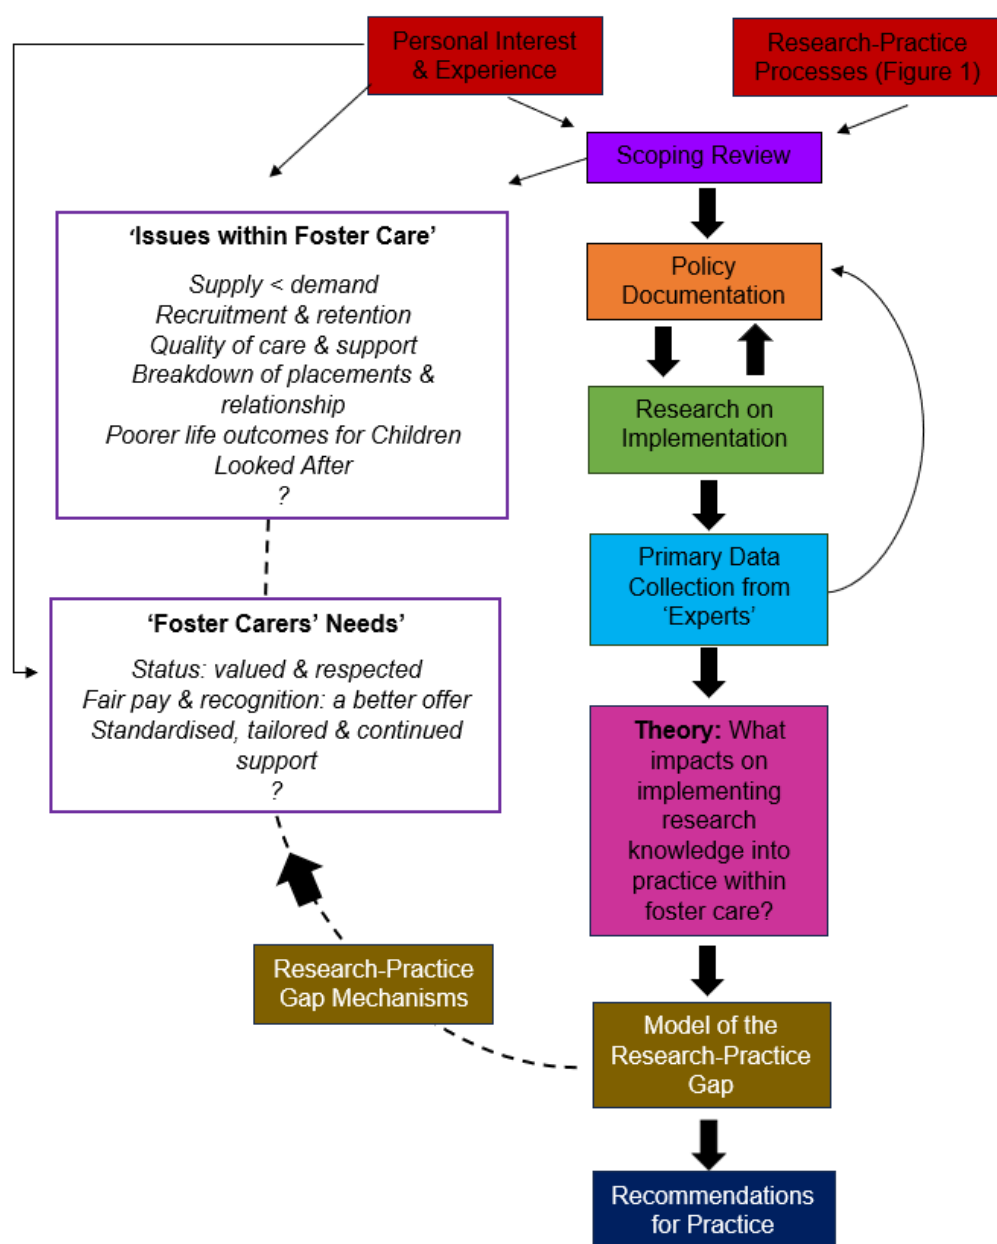 Personal Interest
& Experience
Research-Practice
Processes (Figure 1)
Scoping Review
‘Issues within Foster Care’
Supply < demand
Recruitment & retention
Quality of care & support
Breakdown of placements &
relationship
Poorer life outcomes for Children
Looked After
?
Policy
Documentation
Research on
Implementation
Primary Data
Collection from
‘Experts’
‘Foster Carers’ Needs’
Status: valued & respected
Fair pay & recognition: a better offer
Standardised, tailored & continued
support
?
Theory: What
impacts on
implementing
research
knowledge into
practice within
foster care?
Research-Practice
Gap Mechanisms
Model of the
Research-Practice
Gap
Recommendations
for Practice